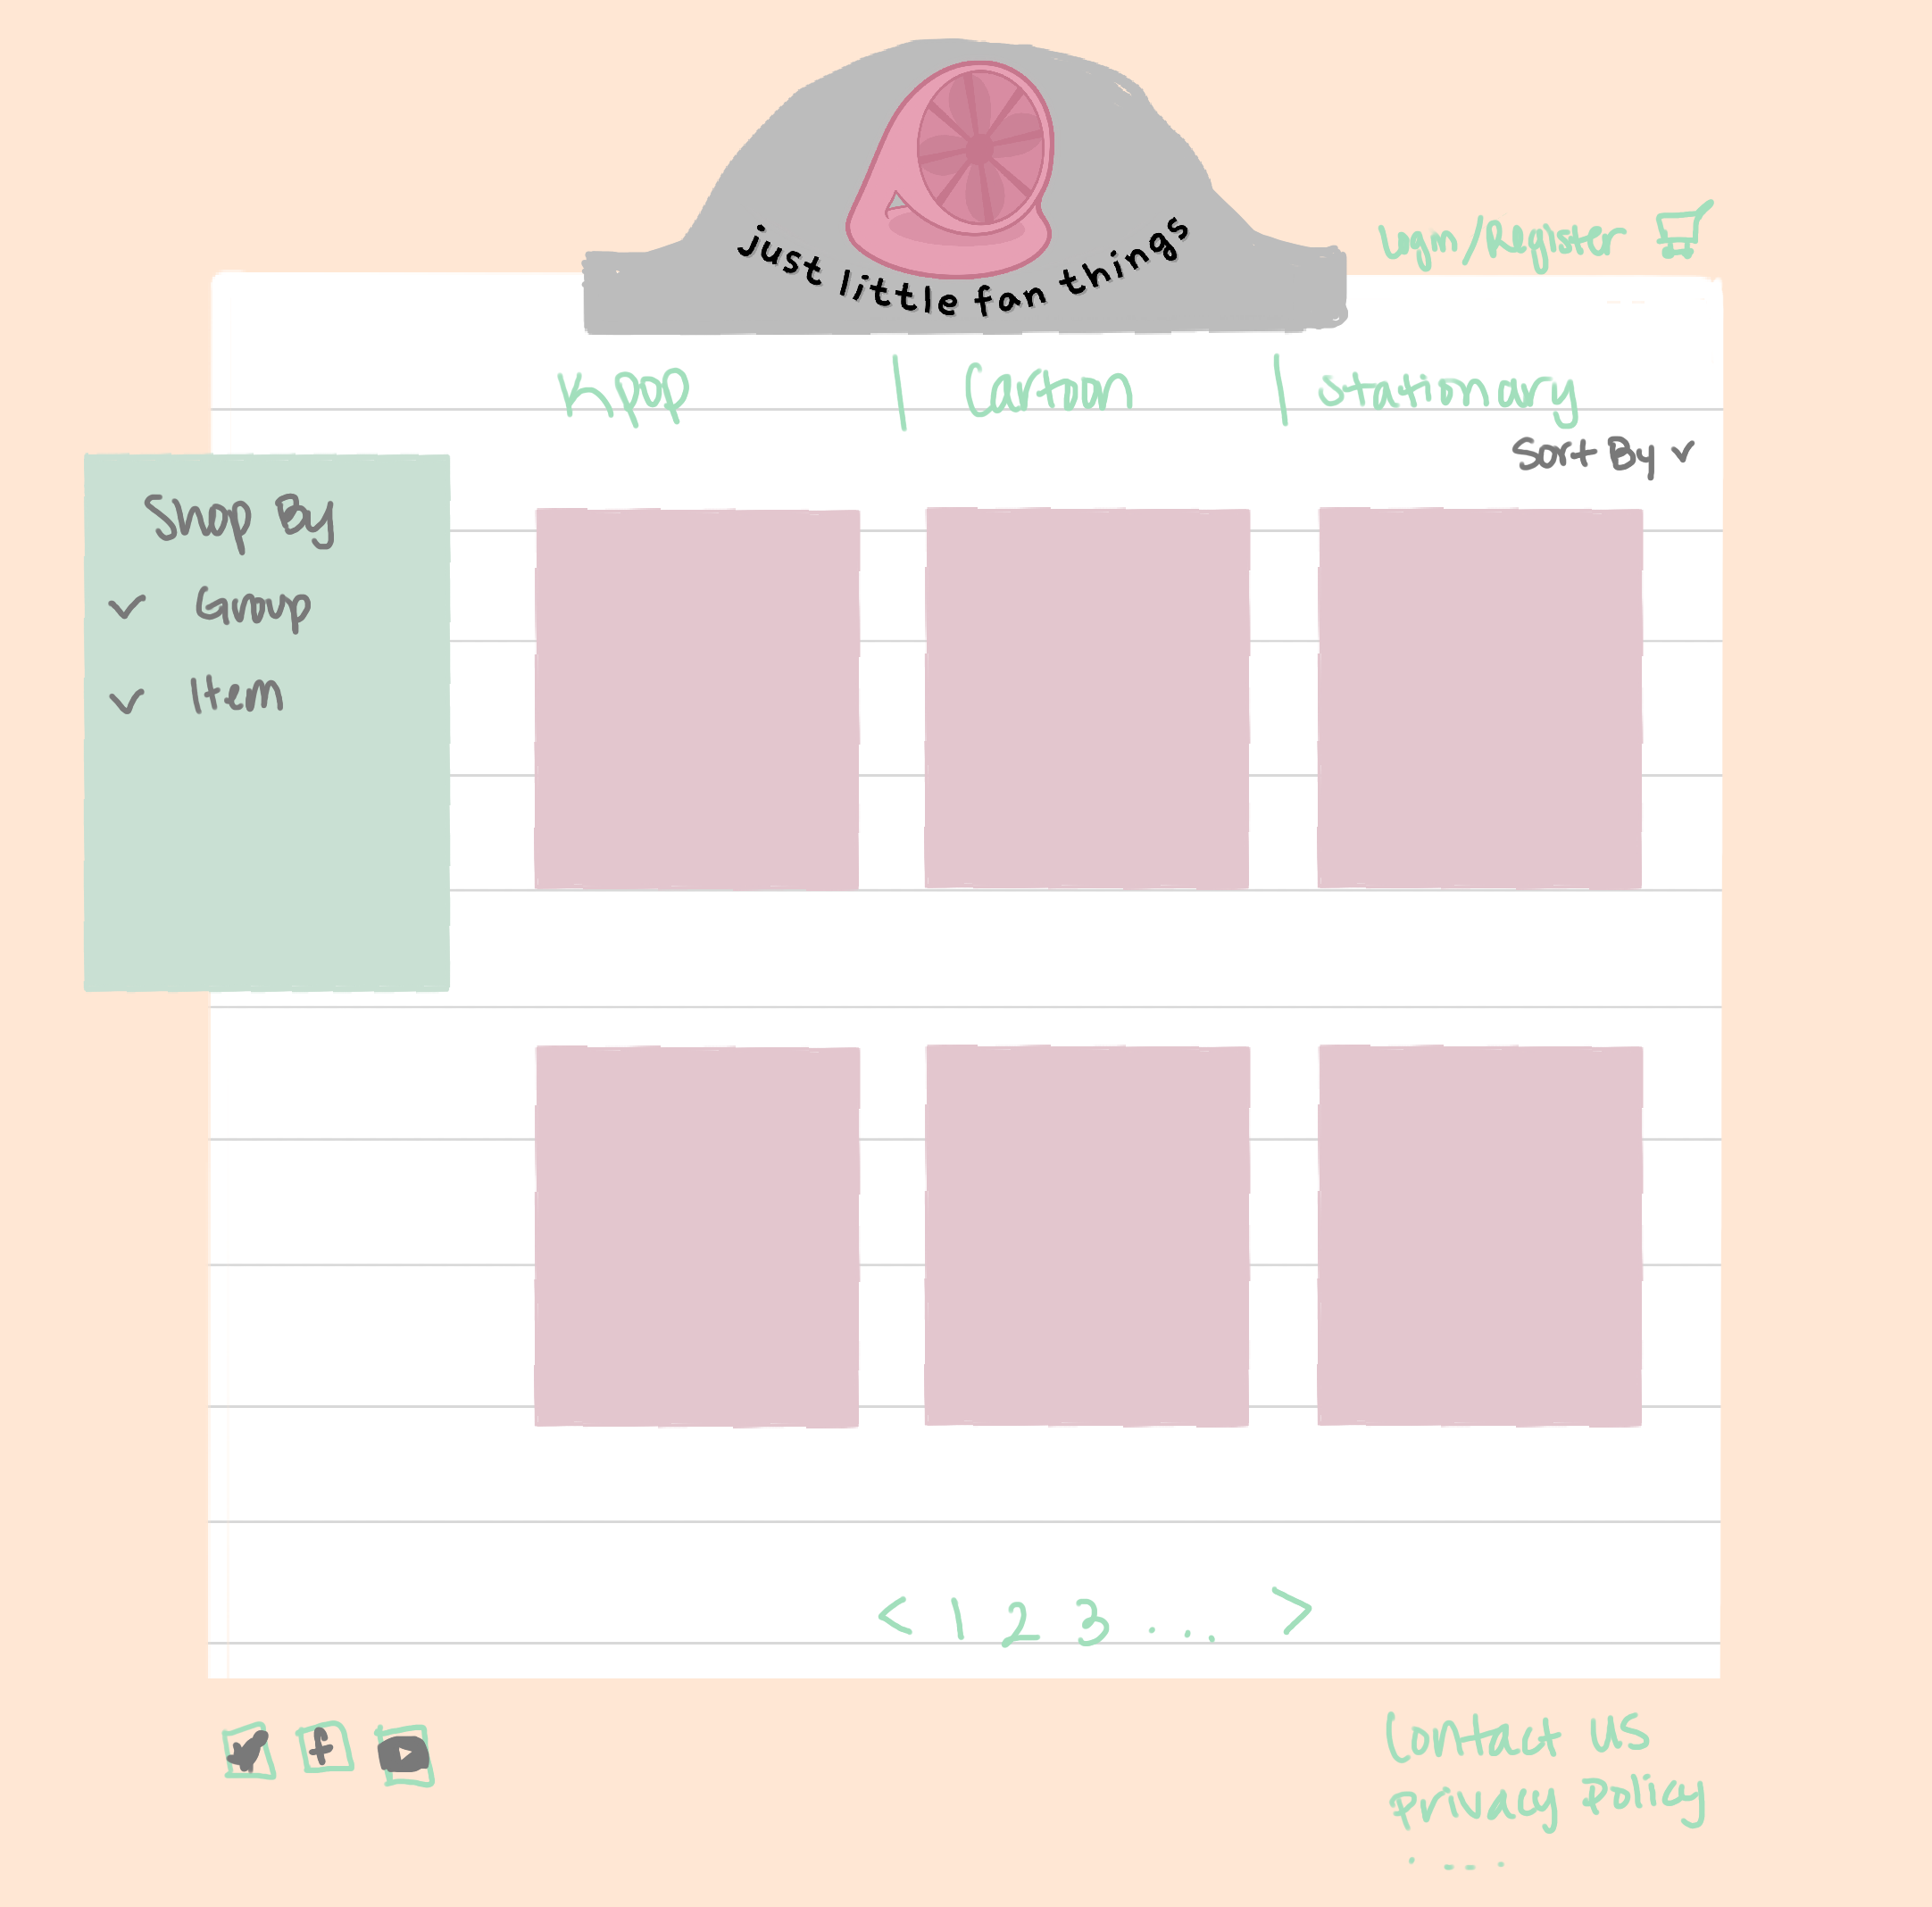 just little fan things
Login/Register
Kpop | Cartoon | Stationary
Sort By
Shop By
Group
Item
< 1 2 3 ... >
f
Contact Us
Privacy Policy
....